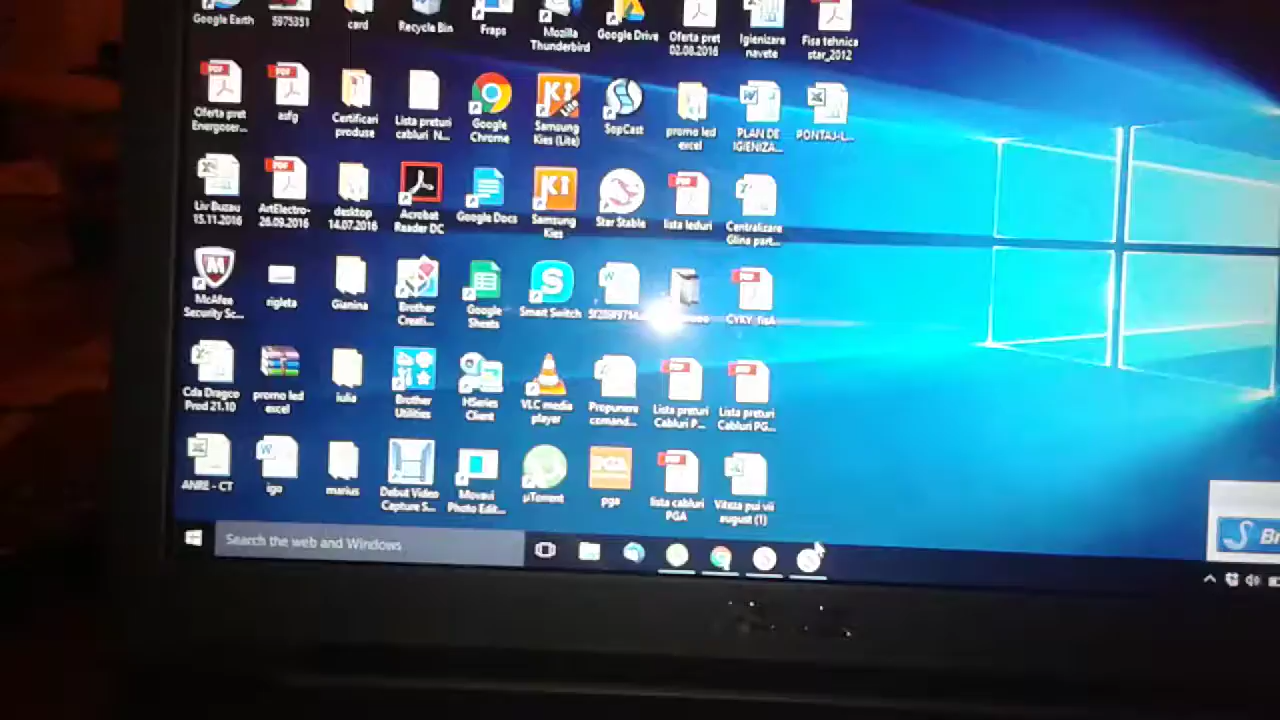 Google Earth
5975351
card
Recycle Bin
Fraps
Mozilla
Thunderbird
Google Drive
Oferta pret
02.08.2016
Igienizare
navete
Fisa tehnica
star_2012
Oferta pret
Energoser...
asfg
Certificari
produse
Lista preturi
cabluri N...
Google
Chrome
Samsung
Kies (Lite)
SopCast
promo led
excel
PLAN DE
IGIENIZA...
PONTAJ-L...
Liv Buzau
15.11.2016
ArtElectro-
26.09.2016
desktop
14.07.2016
Acrobat
Reader DC
Google Docs
Samsung
Kies
Star Stable
lista leduri
Centralizare
Glina part...
McAfee
Security Sc...
rigleta
Gianina
Brother
Creati...
Google
Sheets
Smart Switch
CYKY_fisA
Cda Dragco
Prod 21.10
promo led
excel
iulia
Brother
Utilities
HSeries
Client
VLC media
player
Propunere
comand...
Lista preturi
Cabluri P...
Lista preturi
Cabluri PG...
ANRE - CT
igo
marius
Debut Video
Capture S...
Movavi
Photo Edit...
µTorrent
pga
lista cabluri
PGA
Viteza pui vii
august (1)
Search the web and Windows